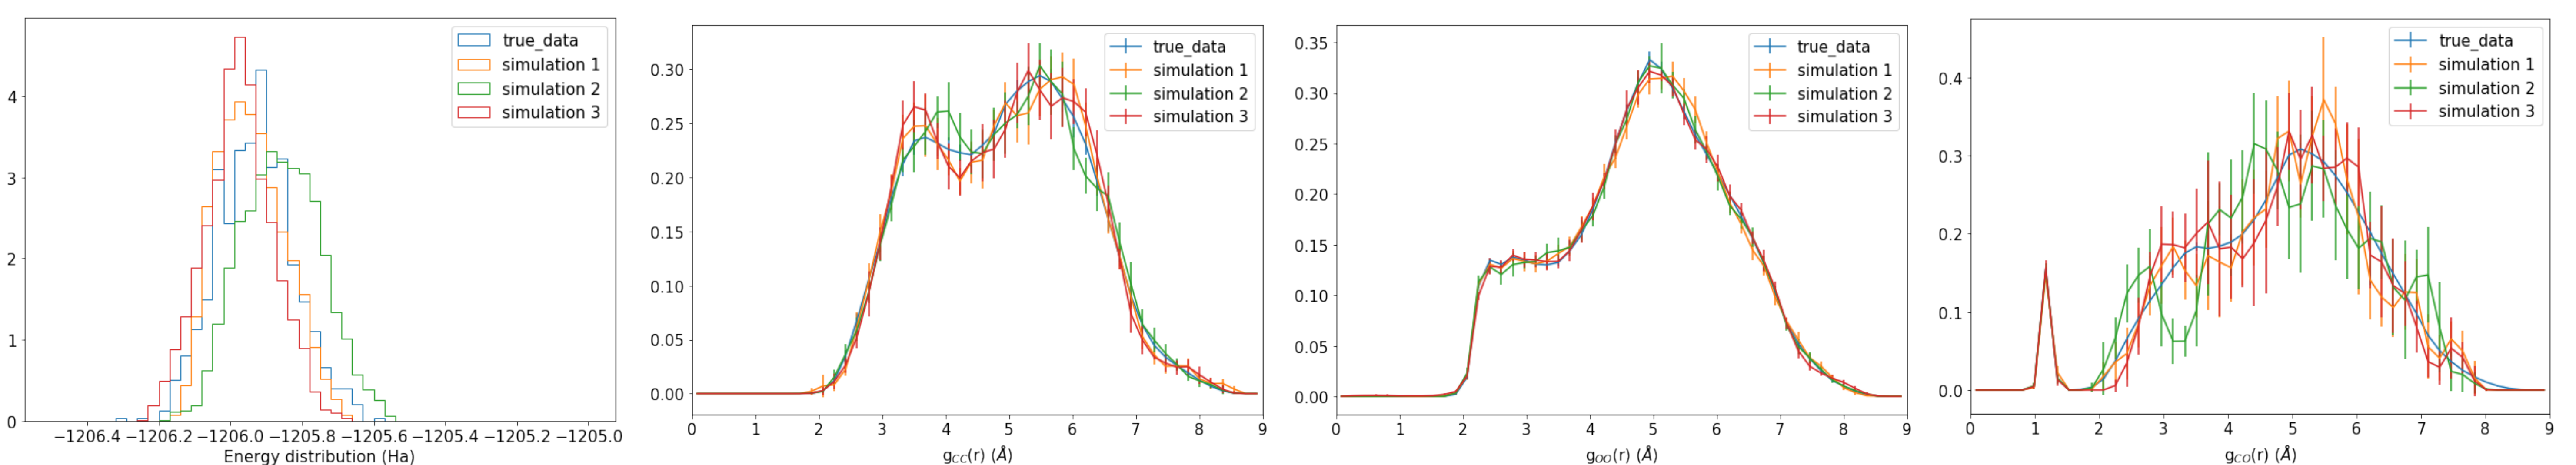 true_data
simulation 1
simulation 2
simulation 3
4
3
2
1
0
−1206.4 −1206.2 −1206.0 −1205.8 −1205.6 −1205.4 −1205.2 −1205.0
Energy distribution (Ha)
true_data
simulation 1
simulation 2
simulation 3
0.30
0.25
0.20
0.15
0.10
0.05
0.00
0 1 2 3 4 5 6 7 8 9
gCC(r) (Å)
true_data
simulation 1
simulation 2
simulation 3
0.35
0.30
0.25
0.20
0.15
0.10
0.05
0.00
0 1 2 3 4 5 6 7 8 9
gOO(r) (Å)
true_data
simulation 1
simulation 2
simulation 3
0.4
0.3
0.2
0.1
0.0
0 1 2 3 4 5 6 7 8 9
gCO(r) (Å)